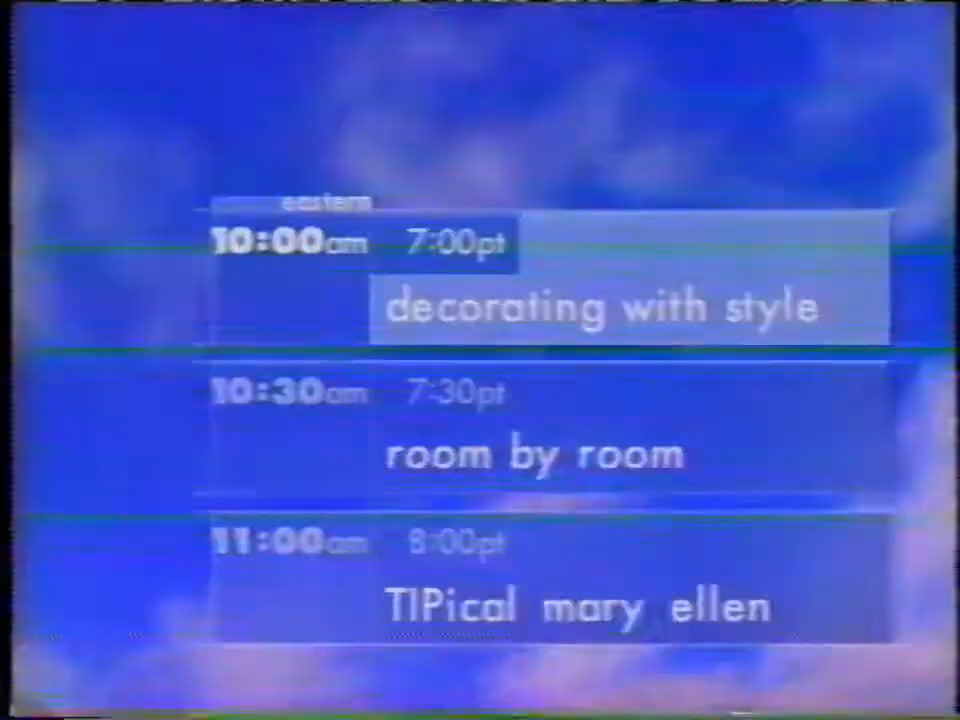 eastern
10:00am 7:00pt
decorating with style
10:30am 7:30pt
room by room
11:00am 8:00pt
TIPical mary ellen